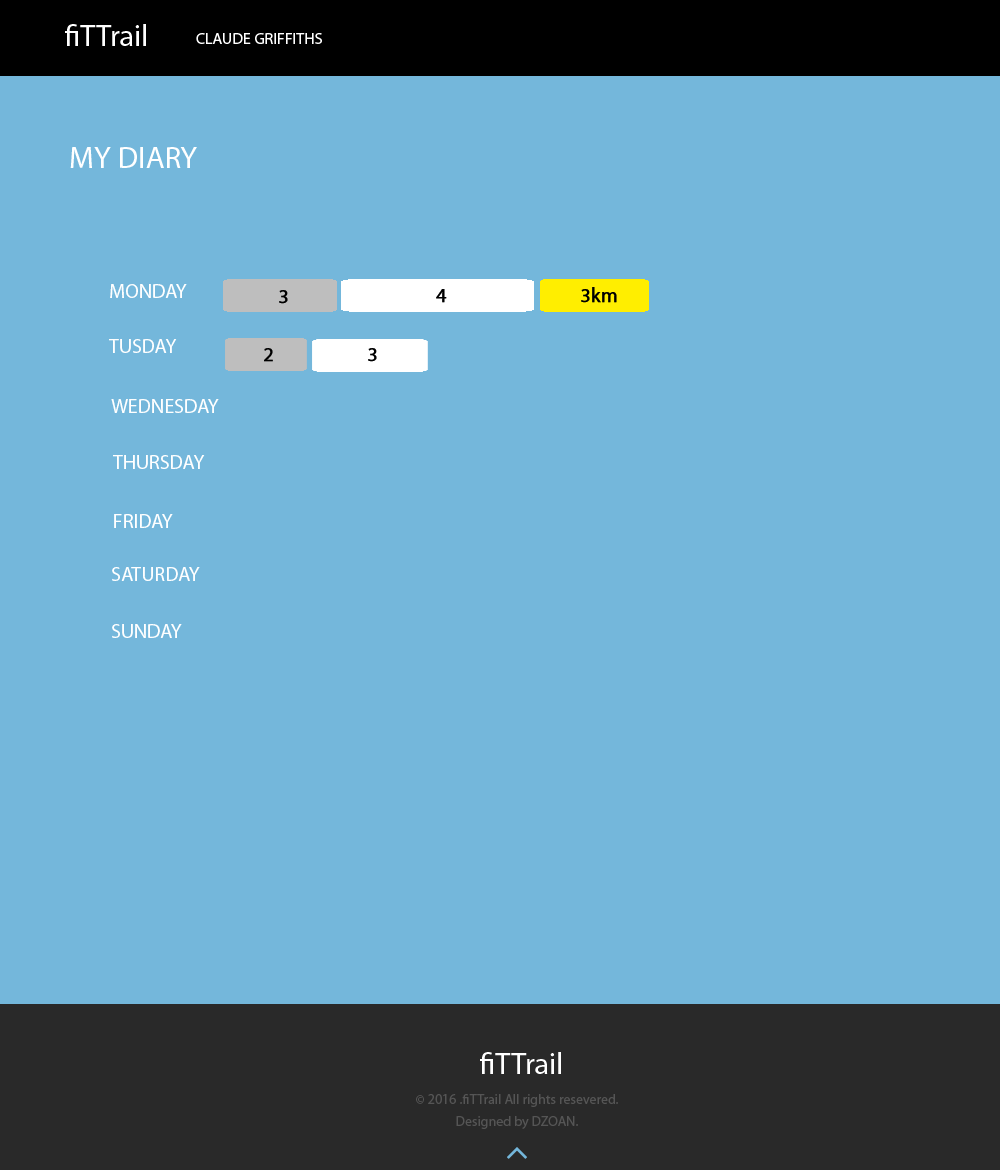 fiTTrail CLAUDE GRIFFITHS
MY DIARY
MONDAY 3 4 3km
TUSDAY 2 3
WEDNESDAY
THURSDAY
FRIDAY
SATURDAY
SUNDAY
fiTTrail
© 2016 .fiTTrail All rights resevered.
Designed by DZOAN.